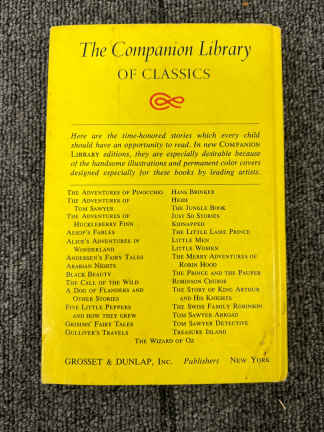 The Companion Library
OF CLASSICS
Here are the time-honored stories which every child
should have an opportunity to read. In new COMPANION
LIBRARY editions, they are especially desirable because
of the handsome illustrations and permanent color covers
designed especially for these books by leading artists.
THE ADVENTURES OF PINOCCHIO
THE ADVENTURES OF
TOM SAWYER
THE ADVENTURES OF
HUCKLEBERRY FINN
AESOP'S FABLES
ALICE'S ADVENTURES IN
WONDERLAND
ANDERSEN'S FAIRY TALES
ARABIAN NIGHTS
BLACK BEAUTY
THE CALL OF THE WILD
A DOG OF FLANDERS AND
OTHER STORIES
FIVE LITTLE PEPPERS
AND HOW THEY GREW
GRIMMS' FAIRY TALES
GULLIVER'S TRAVELS
HANS BRINKER
HEIDI
THE JUNGLE BOOK
JUST SO STORIES
KIDNAPPED
THE LITTLE LAME PRINCE
LITTLE MEN
LITTLE WOMEN
THE MERRY ADVENTURES OF
ROBIN HOOD
THE PRINCE AND THE PAUPER
ROBINSON CRUSOE
THE STORY OF KING ARTHUR
AND HIS KNIGHTS
THE SWISS FAMILY ROBINSON
TOM SAWYER ABROAD
TOM SAWYER DETECTIVE
TREASURE ISLAND
THE WIZARD OF OZ
GROSSET & DUNLAP, INC. Publishers NEW YORK